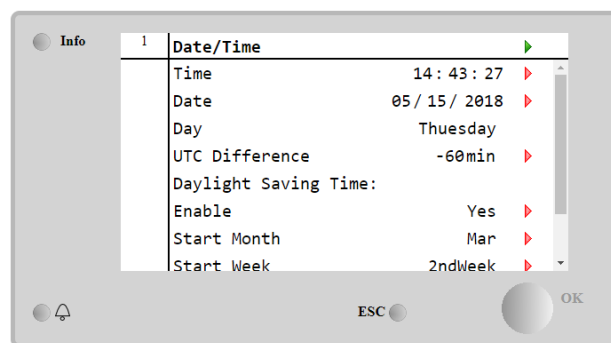 Info
1 Date/Time
Time 14:43:27
Date 05/15/2018
Day Thuesday
UTC Difference -60min
Daylight Saving Time:
Enable Yes
Start Month Mar
Start Week 2ndWeek
ESC
OK